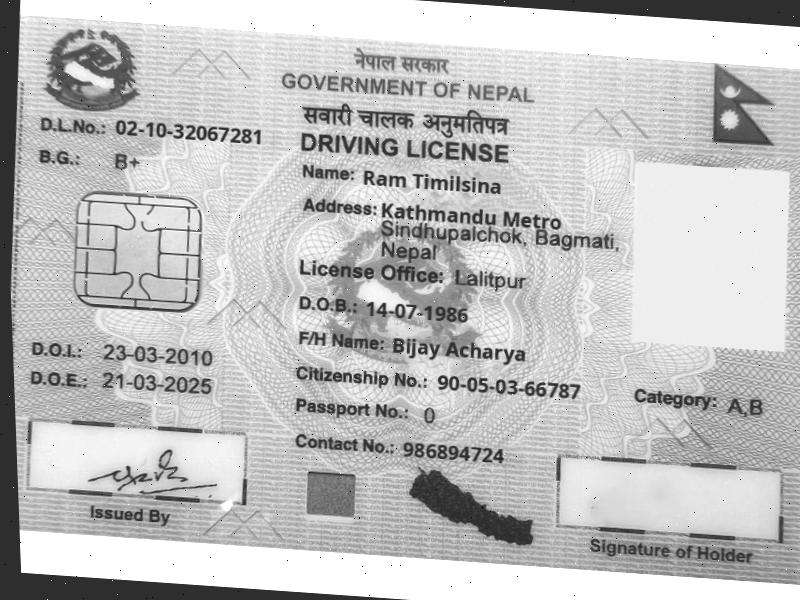 नेपाल सरकार
GOVERNMENT OF NEPAL
सवारी चालक अनुमतिपत्र
DRIVING LICENSE
D.L.No.: 02-10-32067281
B.G.: B+
Name: Ram Timilsina
Address: Kathmandu Metro
Sindhupalchok, Bagmati,
Nepal
License Office: Lalitpur
D.O.B.: 14-07-1986
F/H Name: Bijay Acharya
D.O.I.: 23-03-2010
D.O.E.: 21-03-2025
Citizenship No.: 90-05-03-66787
Category: A,B
Passport No.: 0
Contact No.: 986894724
Issued By
Signature of Holder